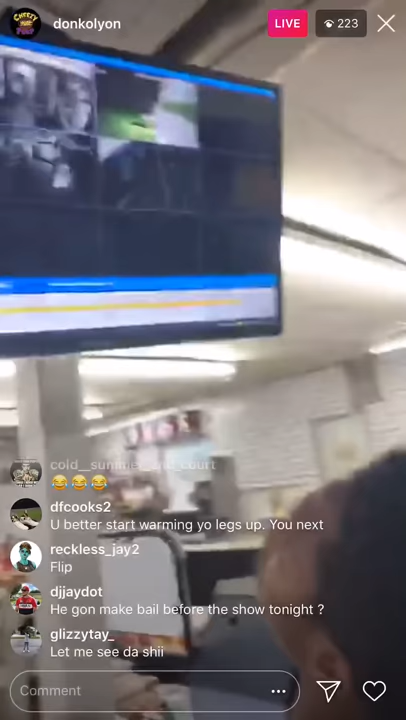 donkolyon
LIVE
223
cold__summer_and_court
😂😂😂
dfcooks2
U better start warming yo legs up. You next
reckless_jay2
Flip
djjaydot
He gon make bail before the show tonight ?
glizzytay_
Let me see da shii
Comment